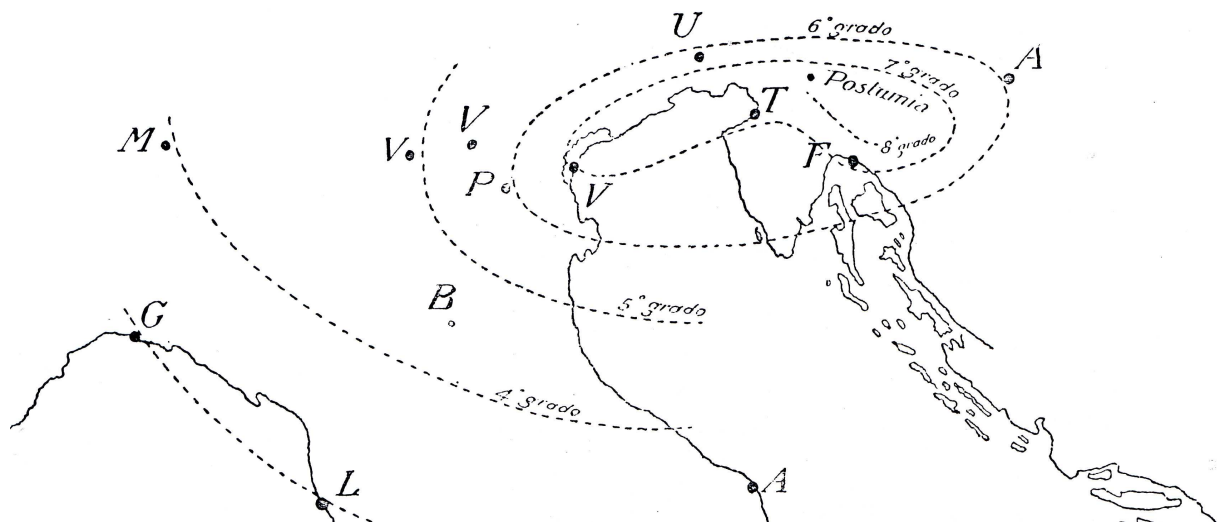 U
6° grado
A
7° grado
Postumia
T
M
V
V
8° grado
F
P
V
B
5° grado
G
4° grado
L
A